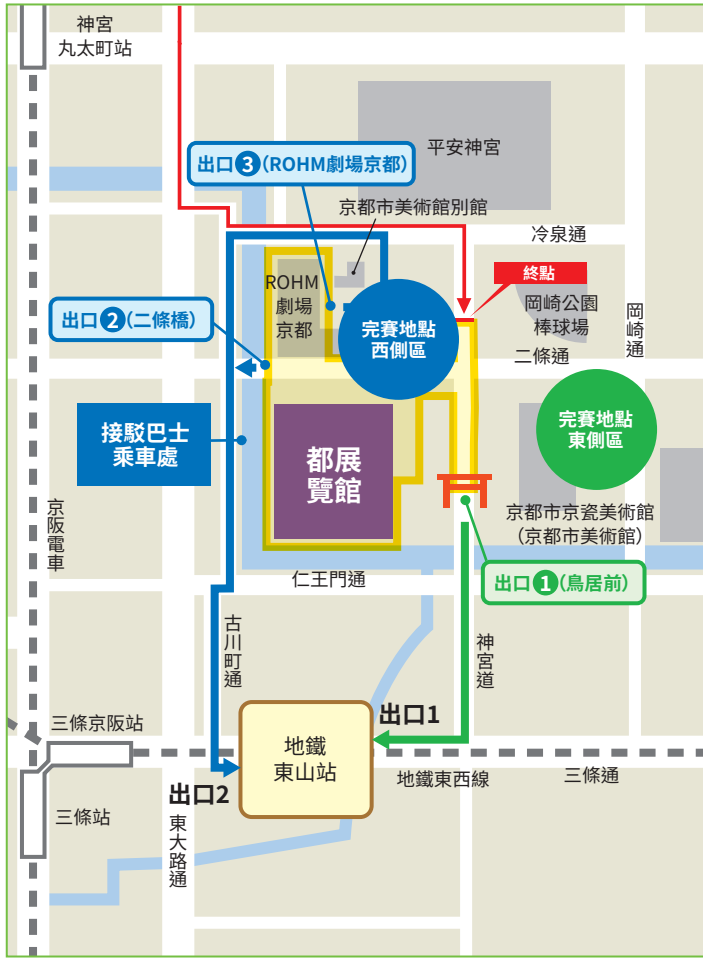 神宮
丸太町站
平安神宮
出口3(ROHM劇場京都)
京都市美術館別館
冷泉通
終點
ROHM
劇場
京都
岡崎公園
棒球場
岡崎通
出口2(二條橋)
完賽地點
西側區
二條通
完賽地點
東側區
接駁巴士
乘車處
都展
覽館
京阪電車
京都市京瓷美術館
(京都市美術館)
仁王門通
出口1(鳥居前)
古川町通
神宮道
出口1
三條京阪站
地鐵
東山站
地鐵東西線
三條通
出口2
三條站
東大路通